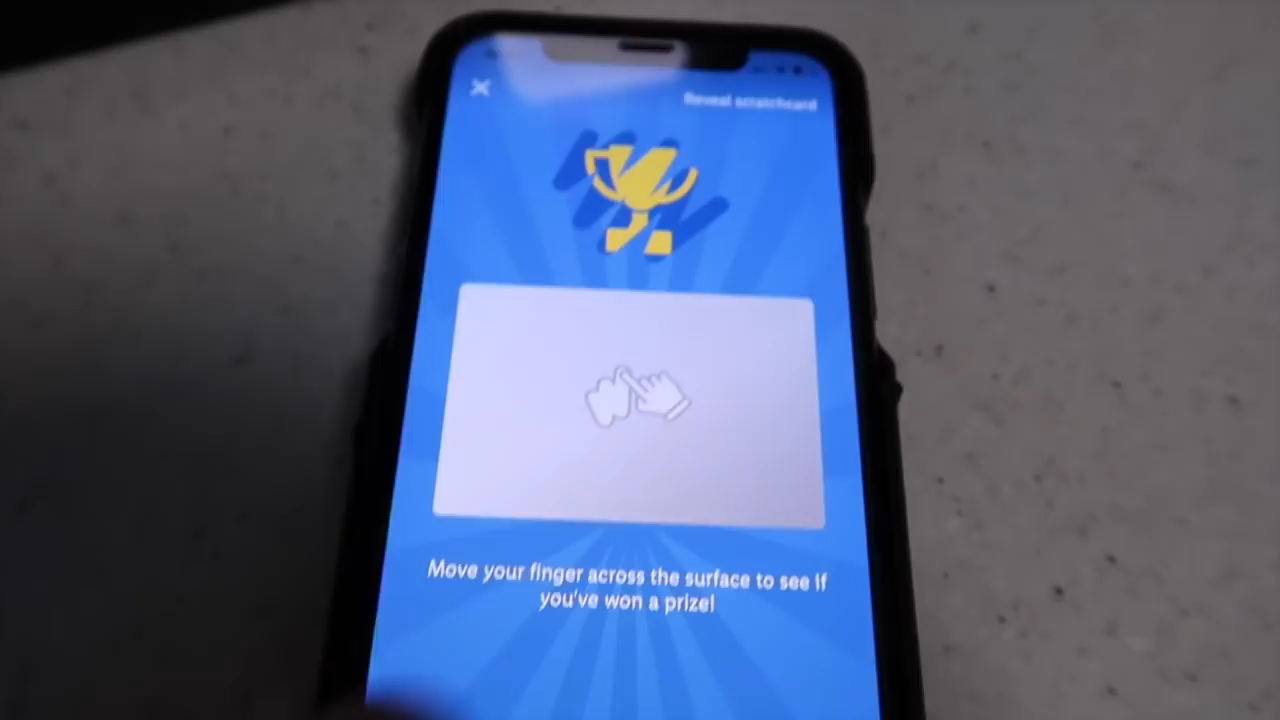 Reveal scratchcard
Move your finger across the surface to see if
you've won a prize!